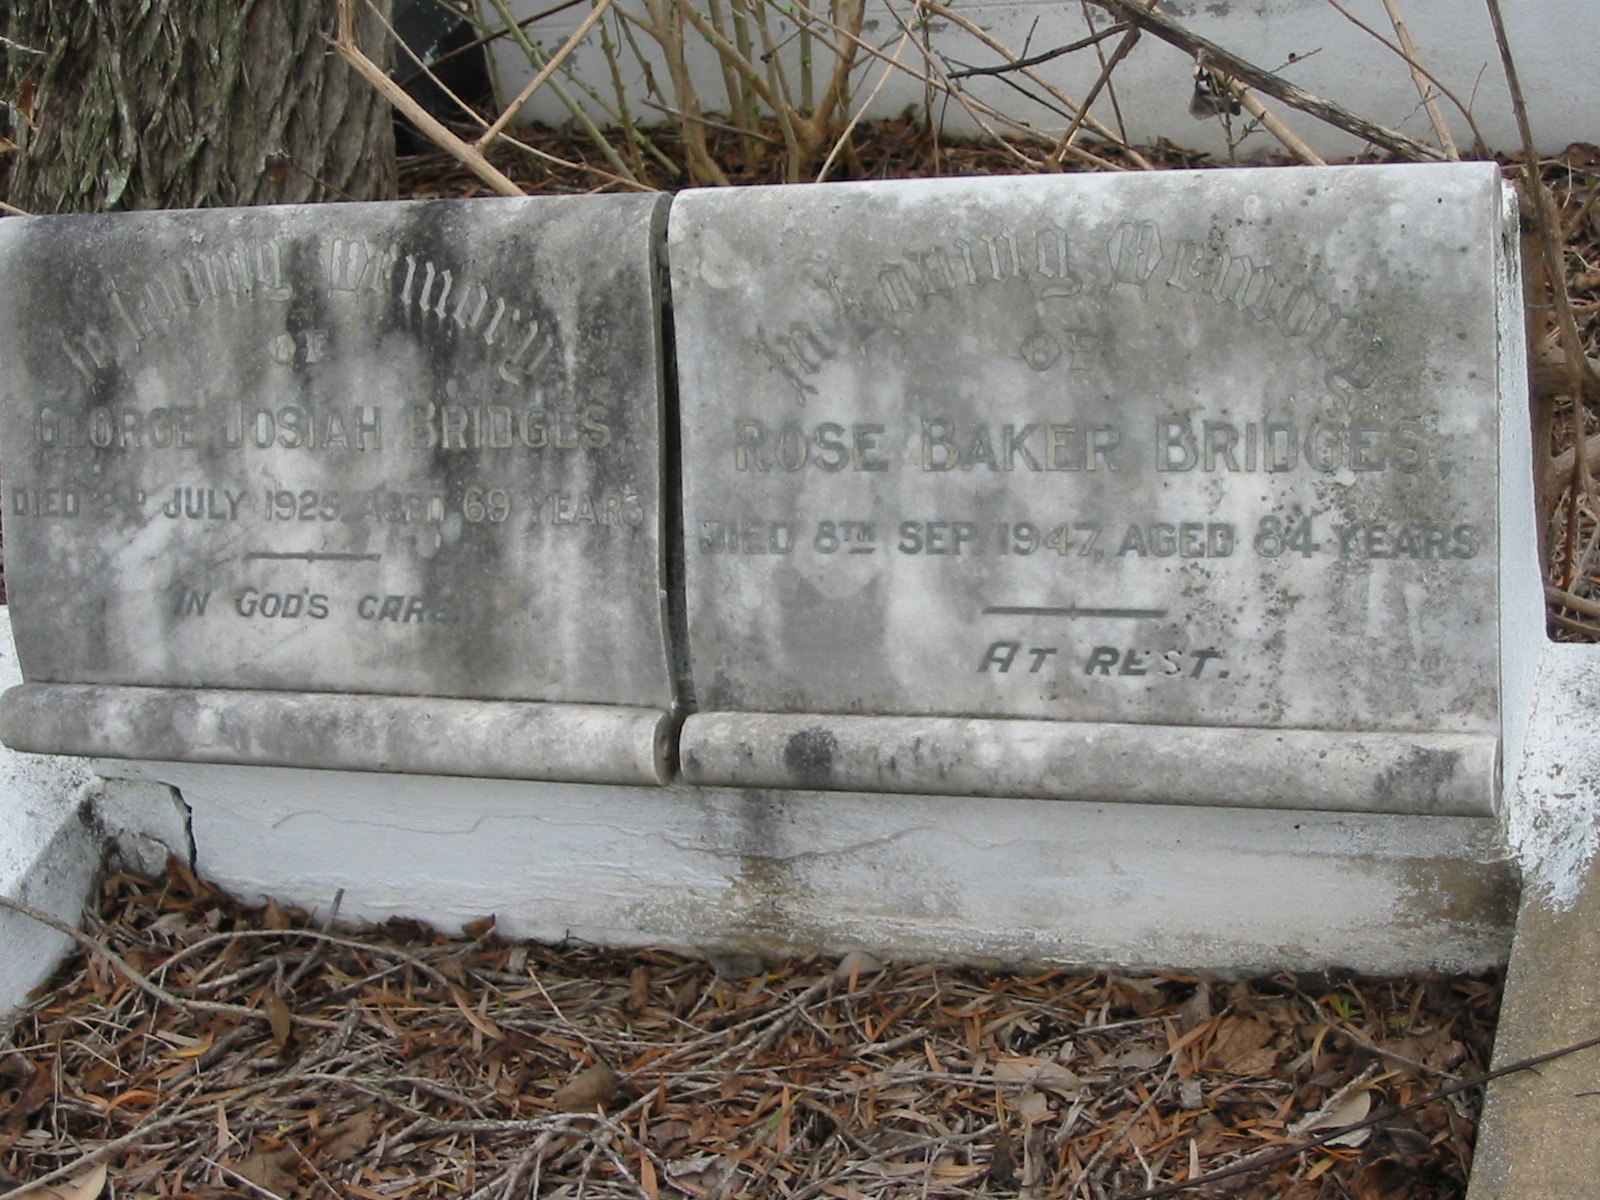 In Loving Memory
OF
GEORGE JOSIAH BRIDGES.
DIED 2ND JULY 1925, AGED 69 YEARS
IN GOD'S CARE.
In Loving Memory
OF
ROSE BAKER BRIDGES.
DIED 8TH SEP. 1947, AGED 84 YEARS
AT REST.